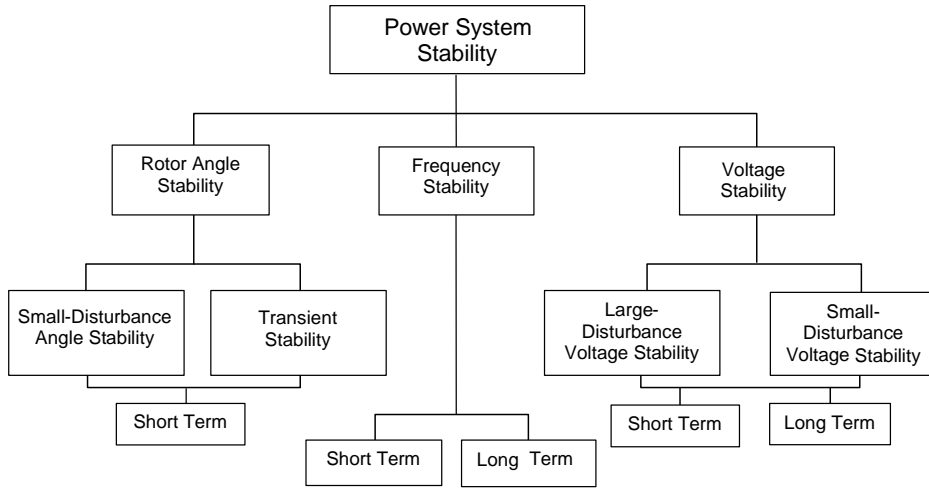 Power System
Stability
Rotor Angle
Stability
Frequency
Stability
Voltage
Stability
Small-Disturbance
Angle Stability
Transient
Stability
Large-
Disturbance
Voltage Stability
Small-
Disturbance
Voltage Stability
Short Term
Short Term
Long Term
Short Term
Long Term